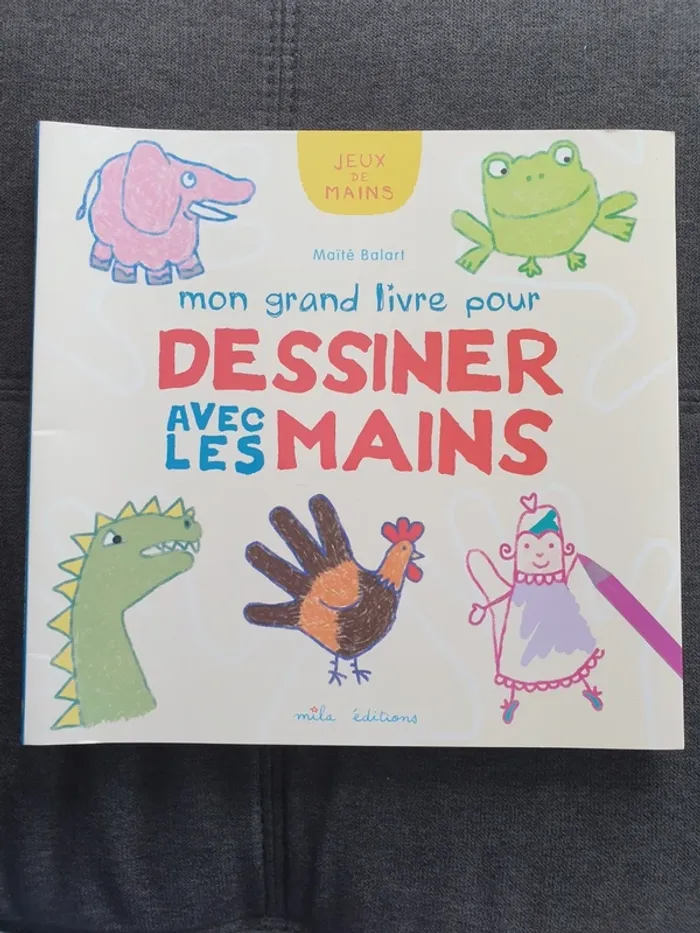 JEUX
DE
MAINS
Maïté Balart
mon grand livre pour
DESSINER
AVEC
LES MAINS
mila éditions